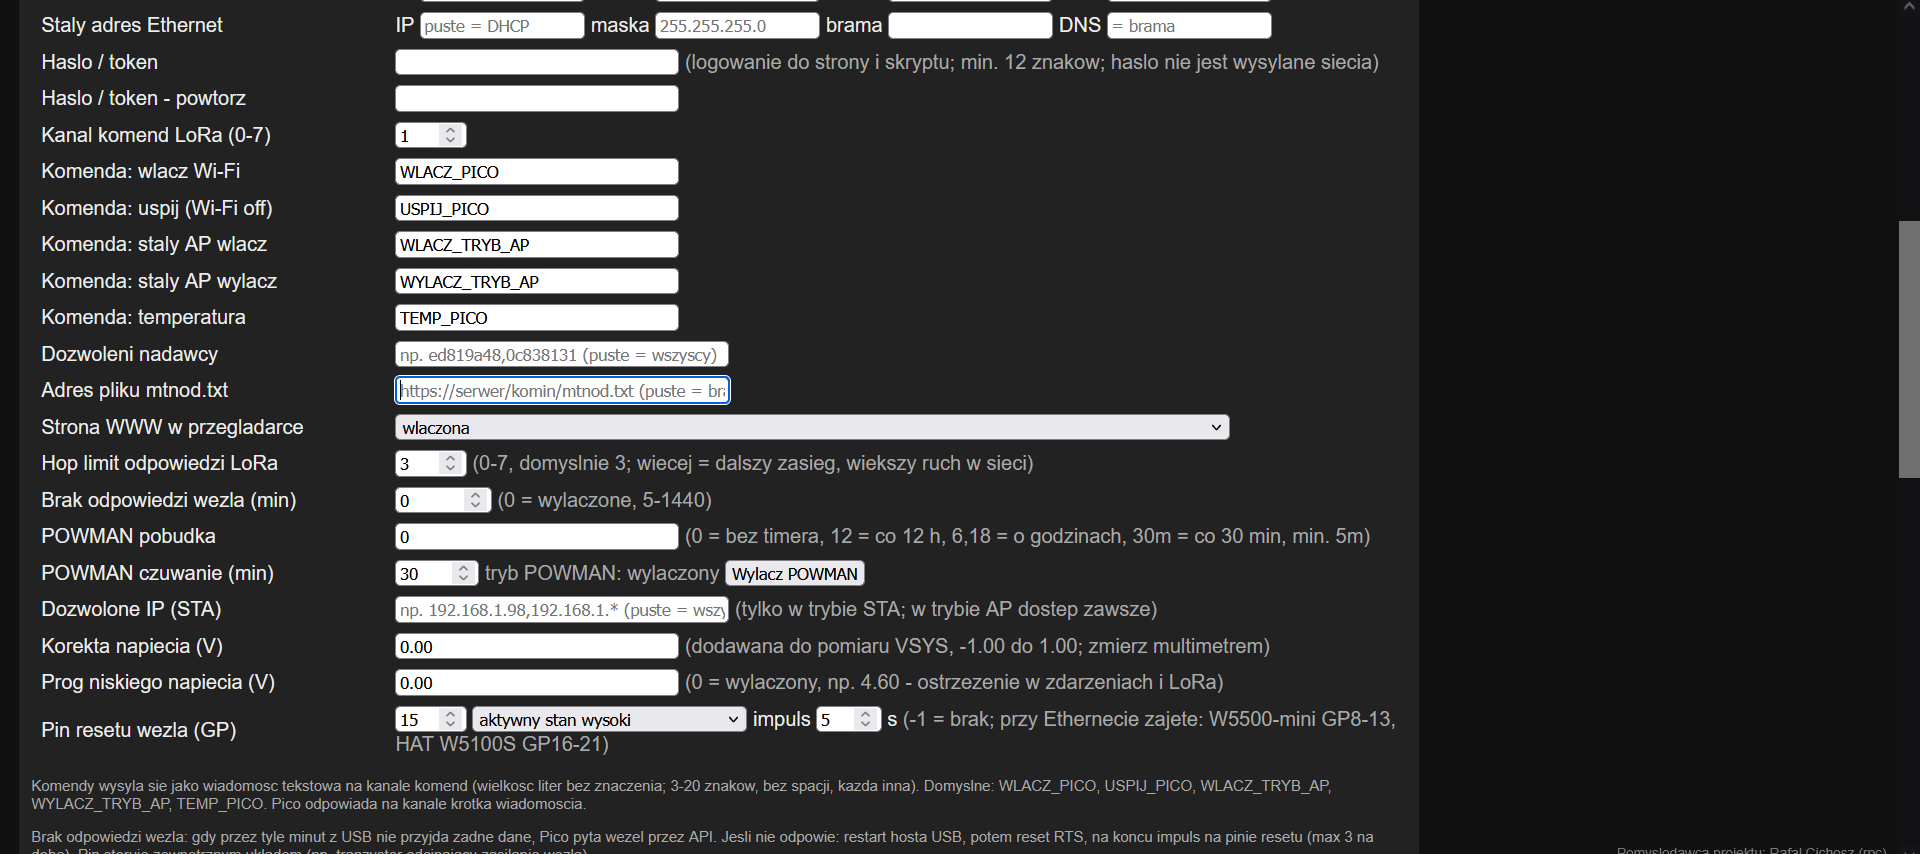 Staly adres Ethernet IP puste = DHCP maska 255.255.255.0 brama DNS = brama
Haslo / token (logowanie do strony i skryptu; min. 12 znakow; haslo nie jest wysylane siecia)
Haslo / token - powtorz
Kanal komend LoRa (0-7) 1
Komenda: wlacz Wi-Fi WLACZ_PICO
Komenda: uspij (Wi-Fi off) USPIJ_PICO
Komenda: staly AP wlacz WLACZ_TRYB_AP
Komenda: staly AP wylacz WYLACZ_TRYB_AP
Komenda: temperatura TEMP_PICO
Dozwoleni nadawcy np. ed819a48,0c838131 (puste = wszyscy)
Adres pliku mtnod.txt https://serwer/komin/mtnod.txt (puste = br
Strona WWW w przegladarce wlaczona
Hop limit odpowiedzi LoRa 3 (0-7, domyslnie 3; wiecej = dalszy zasieg, wiekszy ruch w sieci)
Brak odpowiedzi wezla (min) 0 (0 = wylaczone, 5-1440)
POWMAN pobudka 0 (0 = bez timera, 12 = co 12 h, 6,18 = o godzinach, 30m = co 30 min, min. 5m)
POWMAN czuwanie (min) 30 tryb POWMAN: wylaczony Wylacz POWMAN
Dozwolone IP (STA) np. 192.168.1.98,192.168.1.* (puste = wszy (tylko w trybie STA; w trybie AP dostep zawsze)
Korekta napiecia (V) 0.00 (dodawana do pomiaru VSYS, -1.00 do 1.00; zmierz multimetrem)
Prog niskiego napiecia (V) 0.00 (0 = wylaczony, np. 4.60 - ostrzezenie w zdarzeniach i LoRa)
Pin resetu wezla (GP) 15 aktywny stan wysoki impuls 5 s (-1 = brak; przy Ethernecie zajete: W5500-mini GP8-13,
HAT W5100S GP16-21)
Komendy wysyla sie jako wiadomosc tekstowa na kanale komend (wielkosc liter bez znaczenia; 3-20 znakow, bez spacji, kazda inna). Domyslne: WLACZ_PICO, USPIJ_PICO, WLACZ_TRYB_AP,
WYLACZ_TRYB_AP, TEMP_PICO. Pico odpowiada na kanale krotka wiadomoscia.
Brak odpowiedzi wezla: gdy przez tyle minut z USB nie przyjda zadne dane, Pico pyta wezel przez API. Jesli nie odpowie: restart hosta USB, potem reset RTS, na koncu impuls na pinie resetu (max 3 na
Pomyslodawca projektu: Rafal Cichosz (rpc)